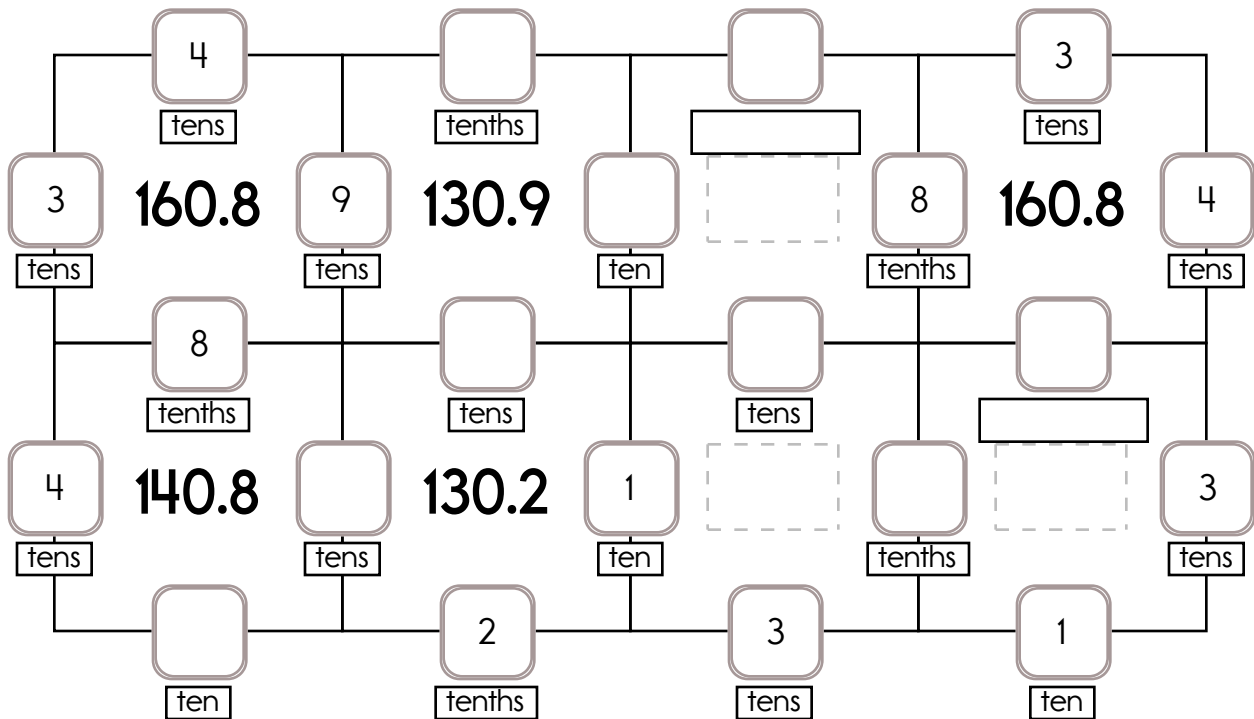 4 3
tens tenths tens
3 160.8 9 130.9 8 160.8 4
tens tens ten tenths tens
8
tenths tens tens
4 140.8 130.2 1 3
tens tens ten tenths tens
2 3 1
ten tenths tens ten